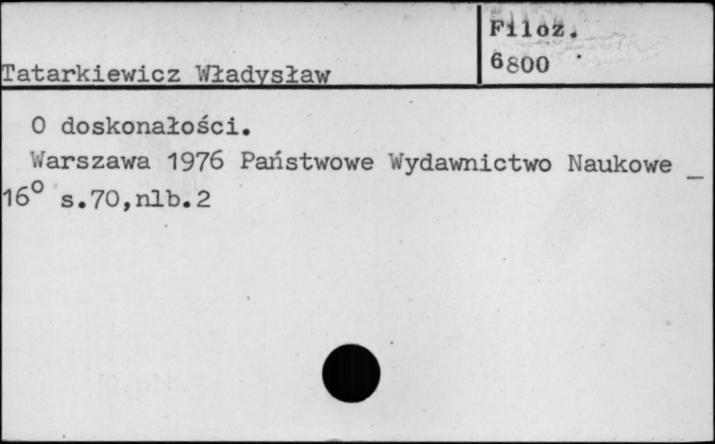 Filoz.
6800
Tatarkiewicz Władysław
O doskonałości.
Warszawa 1976 Państwowe Wydawnictwo Naukowe _
16° s.70,nlb.2